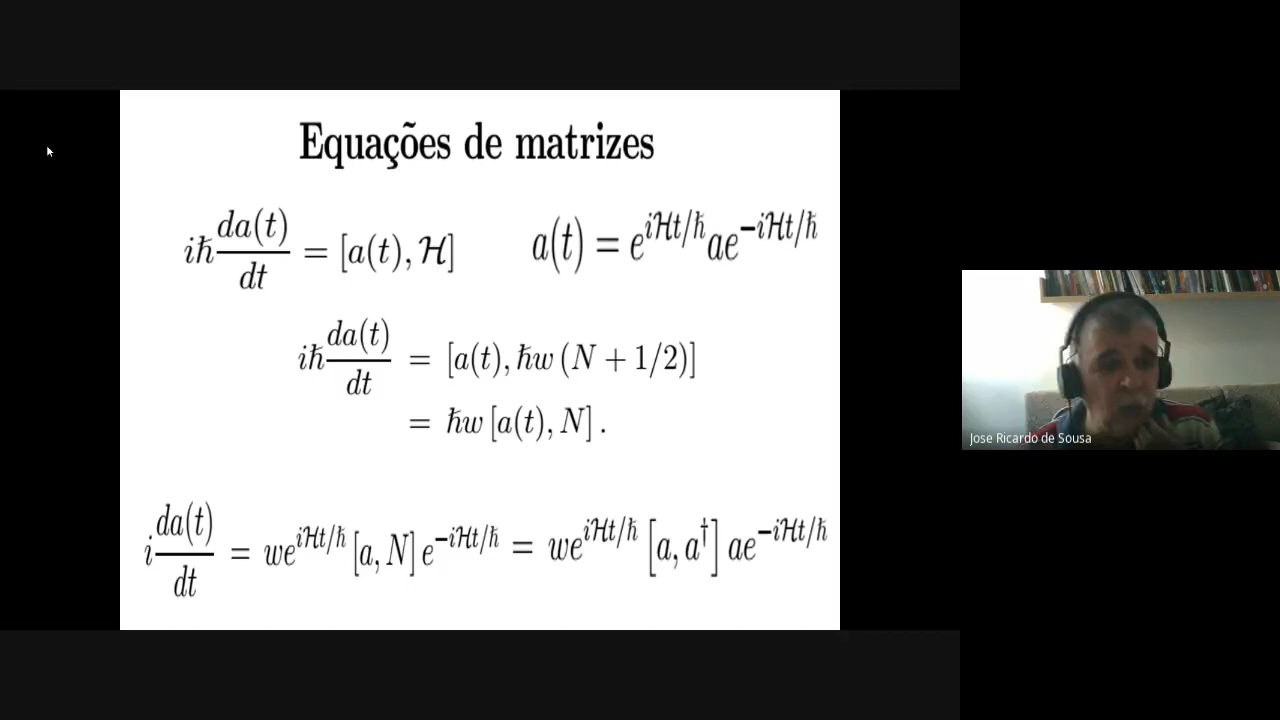 Equações de matrizes
iħ da(t)/dt = [a(t), ℋ]    a(t) = e^{iℋt/ħ} a e^{−iℋt/ħ}
iħ da(t)/dt = [a(t), ħw (N + 1/2)]
= ħw [a(t), N] .
i da(t)/dt = we^{iℋt/ħ} [a, N] e^{−iℋt/ħ} = we^{iℋt/ħ} [a, a†] ae^{−iℋt/ħ}
Jose Ricardo de Sousa